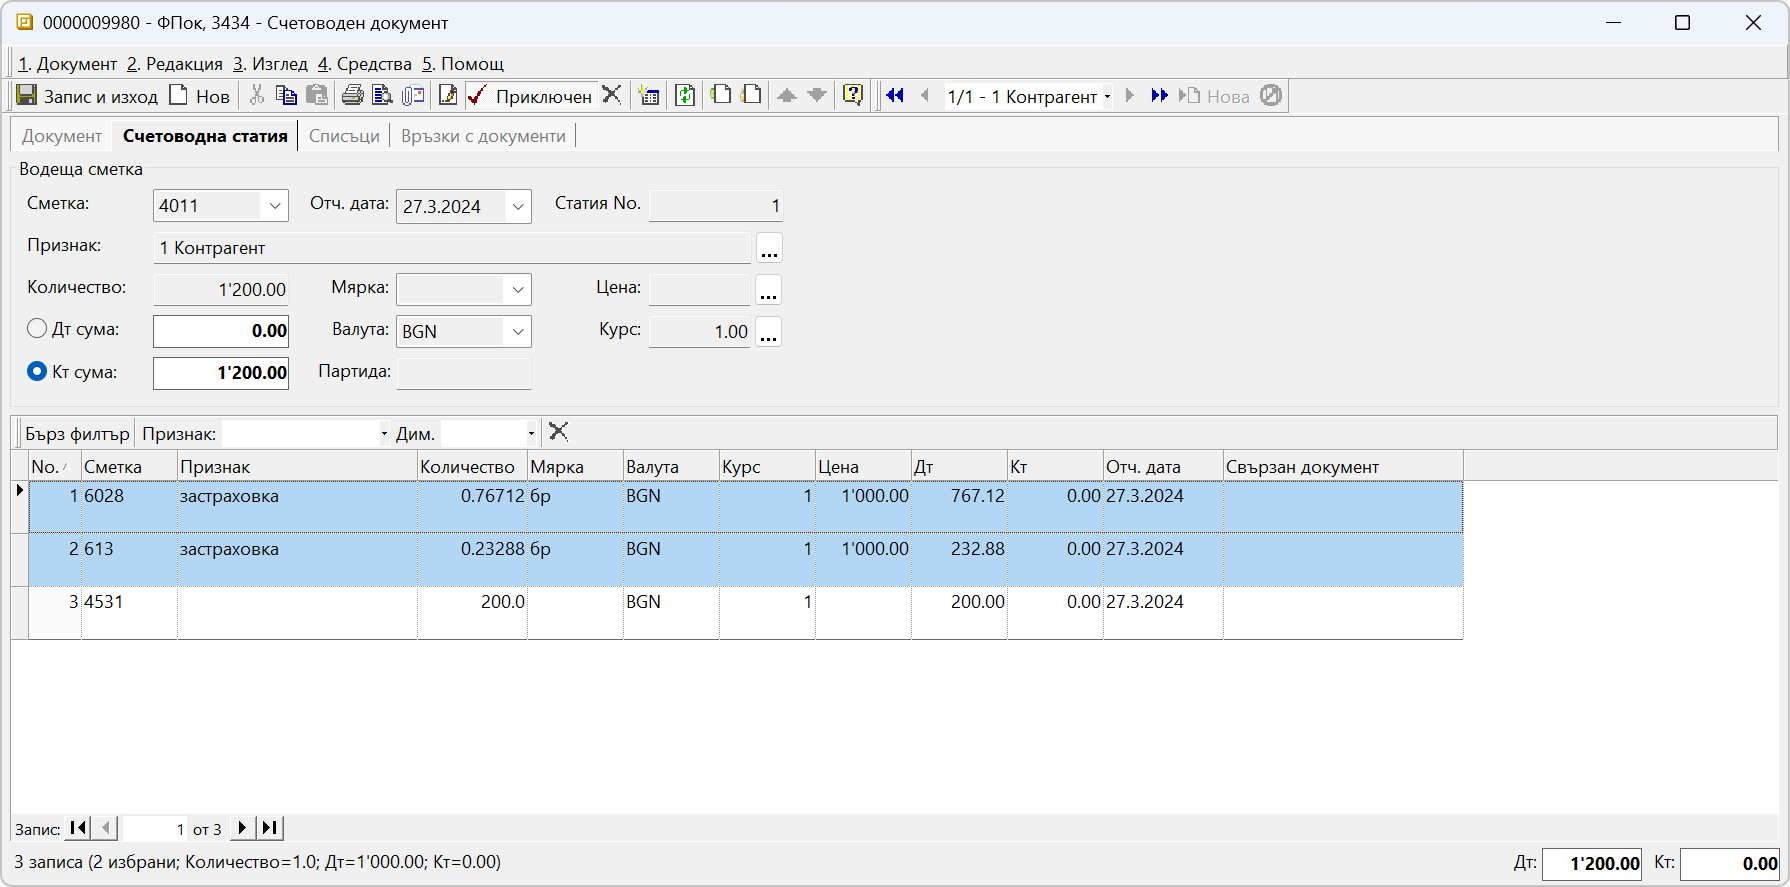 0000009980 - ФПок, 3434 - Счетоводен документ
1. Документ 2. Редакция 3. Изглед 4. Средства 5. Помощ
Запис и изход Нов Приключен 1/1 - 1 Контрагент Нова
Документ Счетоводна статия Списъци Връзки с документи
Водеща сметка
Сметка: 4011 Отч. дата: 27.3.2024 Статия No. 1
Признак: 1 Контрагент ...
Количество: 1'200.00 Мярка: Цена: ...
Дт сума: 0.00 Валута: BGN Курс: 1.00 ...
Кт сума: 1'200.00 Партида:
Бърз филтър Признак: Дим.
No. Сметка Признак Количество Мярка Валута Курс Цена Дт Кт Отч. дата Свързан документ
1 6028 застраховка 0.76712 бр BGN 1 1'000.00 767.12 0.00 27.3.2024
2 613 застраховка 0.23288 бр BGN 1 1'000.00 232.88 0.00 27.3.2024
3 4531 200.0 BGN 1 200.00 0.00 27.3.2024
Запис: 1 от 3
3 записа (2 избрани; Количество=1.0; Дт=1'000.00; Кт=0.00) Дт: 1'200.00 Кт: 0.00